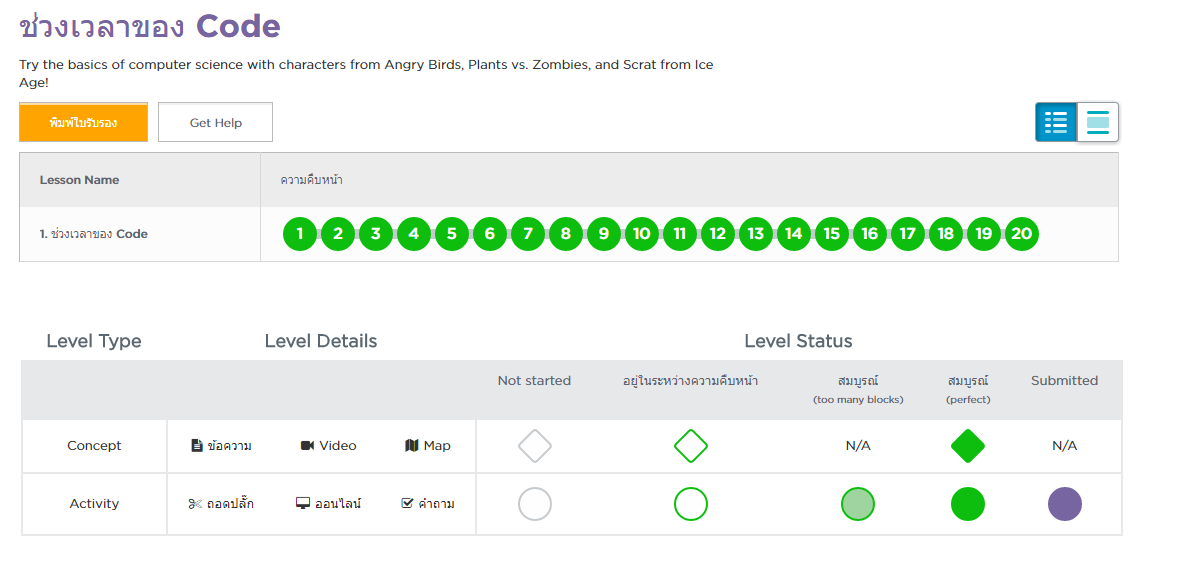 ช่วงเวลาของ Code
Try the basics of computer science with characters from Angry Birds, Plants vs. Zombies, and Scrat from Ice
Age!
พิมพ์ใบรับรอง Get Help
Lesson Name ความคืบหน้า
1. ช่วงเวลาของ Code 1 2 3 4 5 6 7 8 9 10 11 12 13 14 15 16 17 18 19 20
Level Type Level Details Level Status
Not started อยู่ในระหว่างความคืบหน้า สมบูรณ์ สมบูรณ์ Submitted
(too many blocks) (perfect)
Concept ข้อความ Video Map N/A N/A
Activity ถอดปลั๊ก ออนไลน์ คำถาม